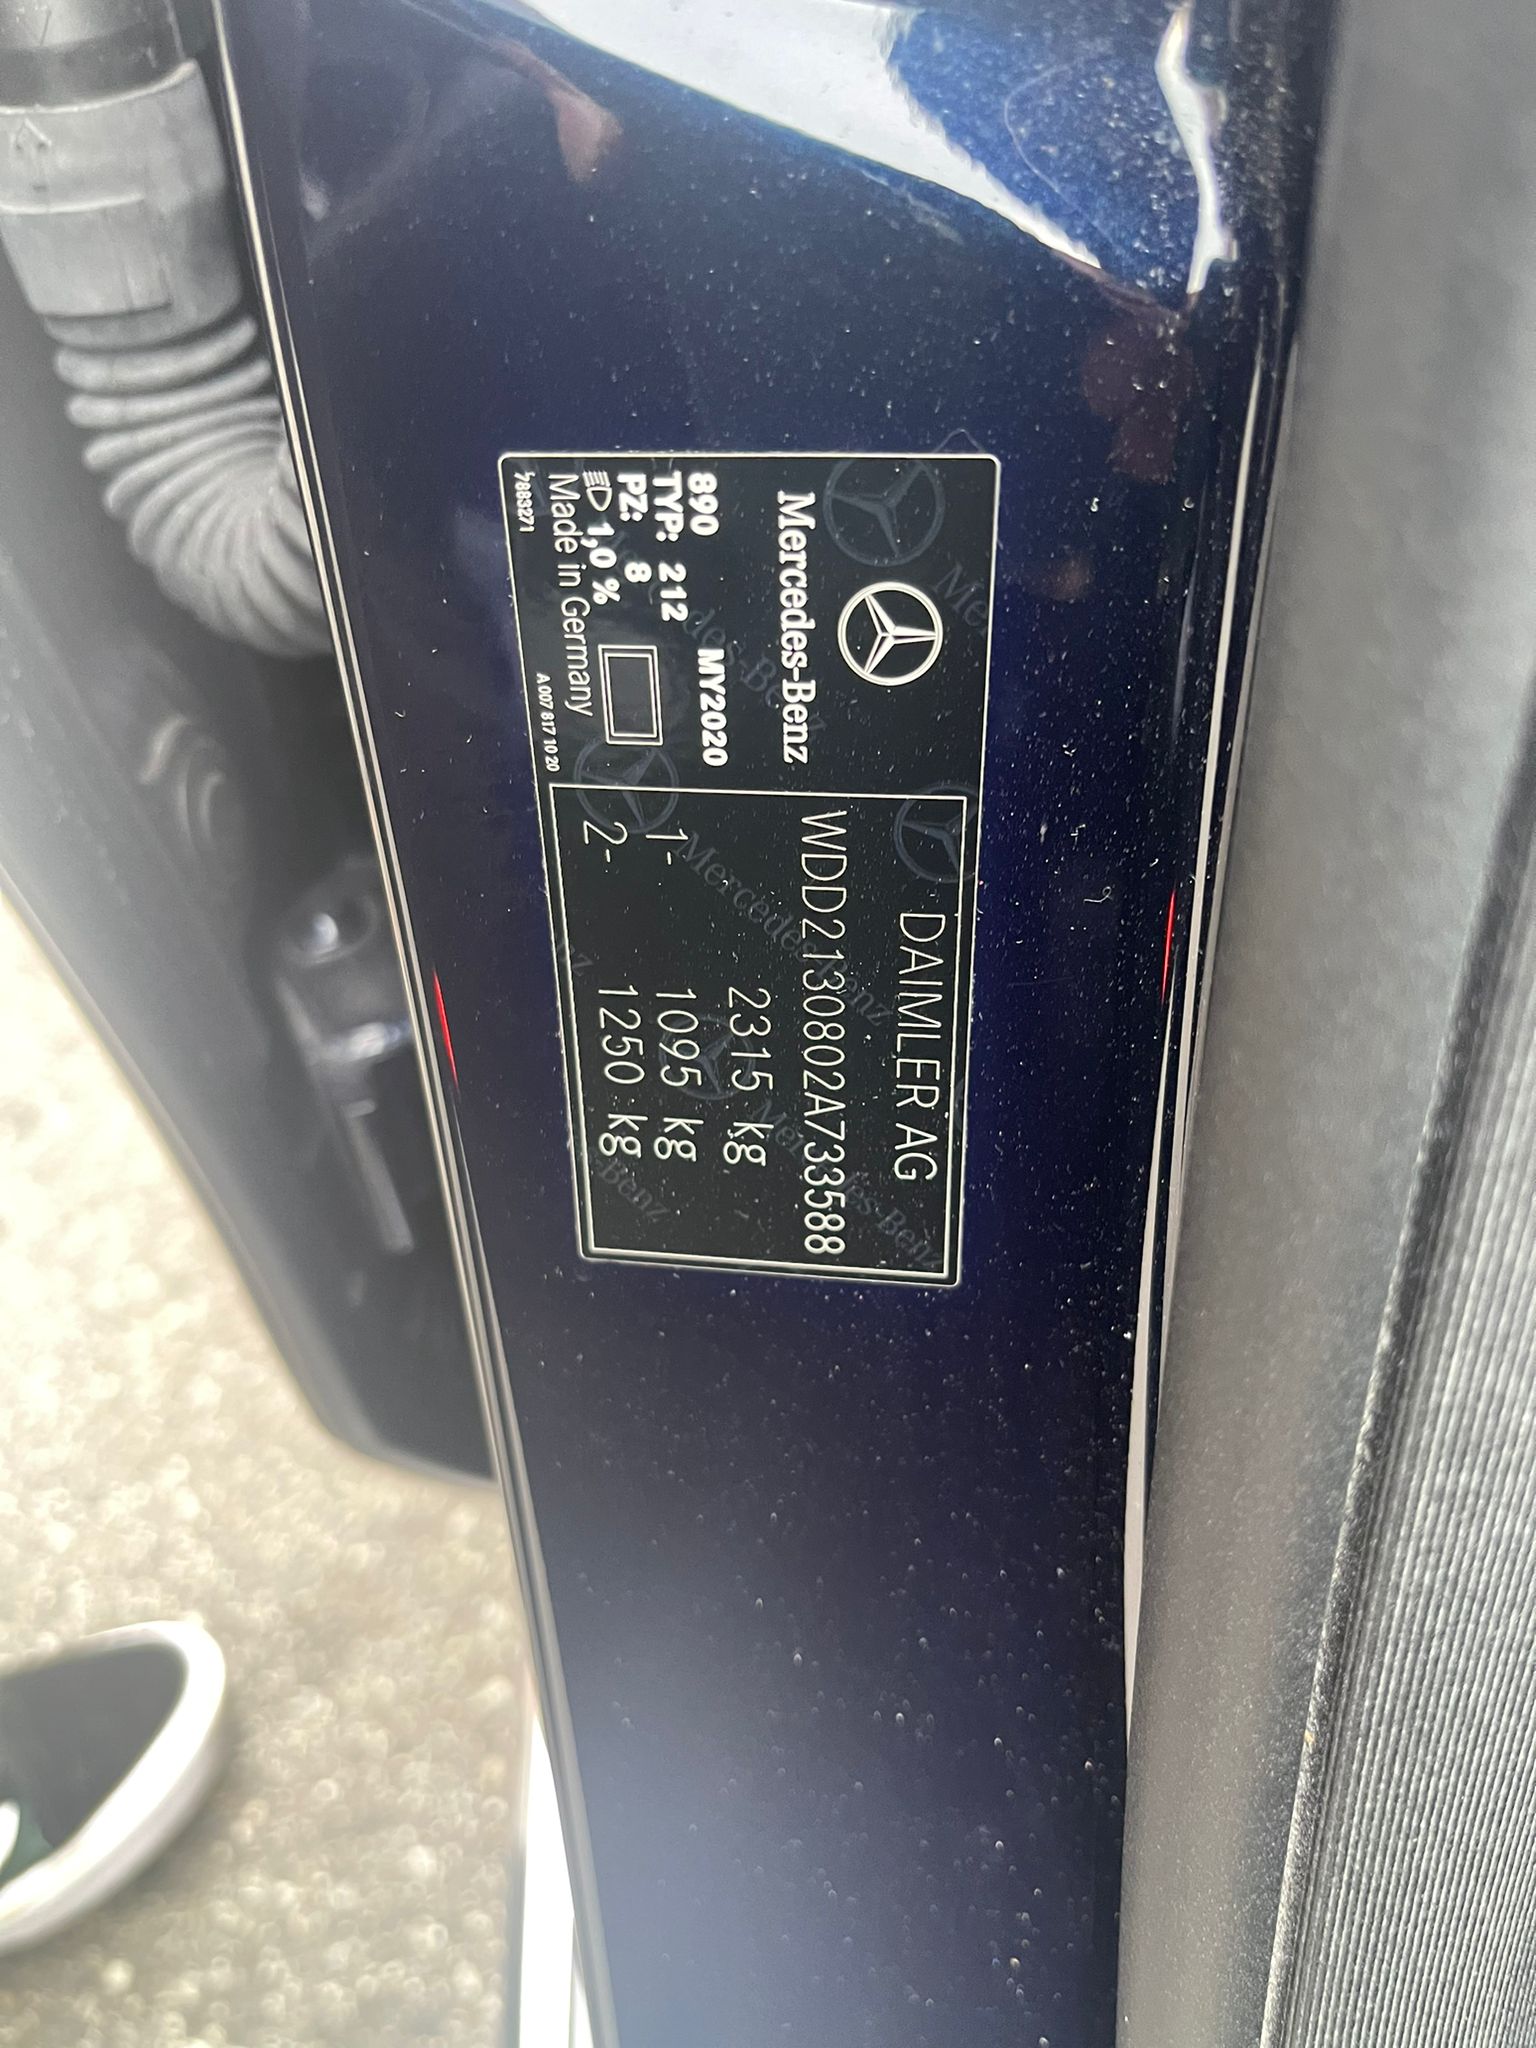 Mercedes-Benz
890 MY2020
TYP: 212
PZ: 8
1,0 %
Made in Germany
7883271
A 007 817 10 20
DAIMLER AG
WDD2130802A733588
2315 kg
1- 1095 kg
2- 1250 kg